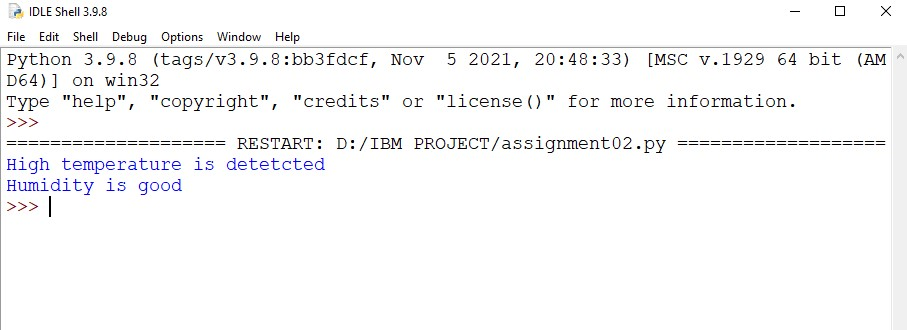 IDLE Shell 3.9.8
File Edit Shell Debug Options Window Help
Python 3.9.8 (tags/v3.9.8:bb3fdcf, Nov  5 2021, 20:48:33) [MSC v.1929 64 bit (AM
D64)] on win32
Type "help", "copyright", "credits" or "license()" for more information.
>>>
==================== RESTART: D:/IBM PROJECT/assignment02.py ===================
High temperature is detetcted
Humidity is good
>>>